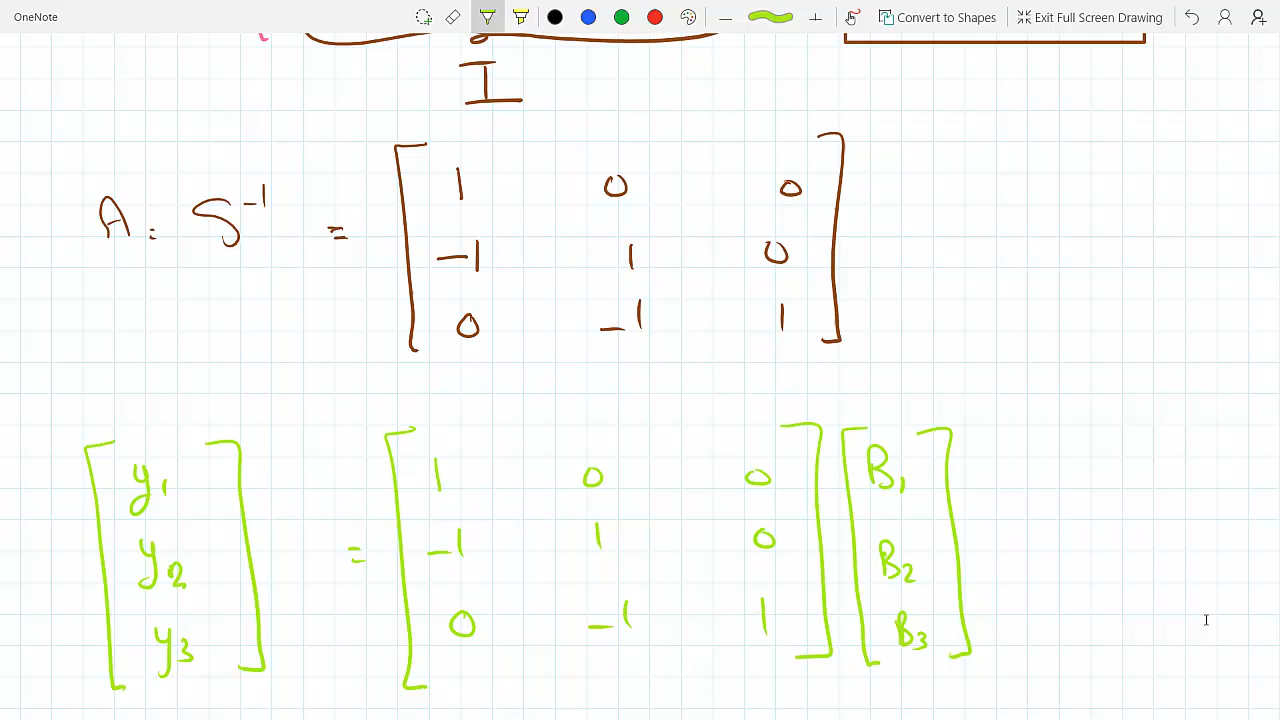 OneNote
Convert to Shapes
Exit Full Screen Drawing
I
A = S⁻¹ = [ 1 0 0
-1 1 0
0 -1 1 ]
[ y₁ y₂ y₃ ] = [ 1 0 0
-1 1 0
0 -1 1 ] [ B₁ B₂ B₃ ]